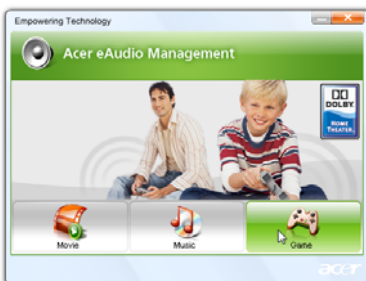 Empowering Technology
Acer eAudio Management
DOLBY
HOME
THEATER
Movie
Music
Game
acer